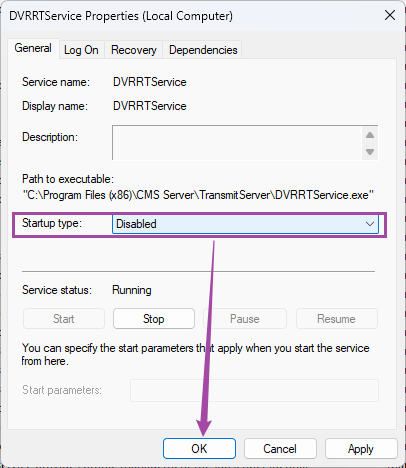 DVRRTService Properties (Local Computer)
General Log On Recovery Dependencies
Service name: DVRRTService
Display name: DVRRTService
Description:
Path to executable:
"C:\Program Files (x86)\CMS Server\TransmitServer\DVRRTService.exe"
Startup type: Disabled
Service status: Running
Start Stop Pause Resume
You can specify the start parameters that apply when you start the service
from here.
Start parameters:
OK Cancel Apply